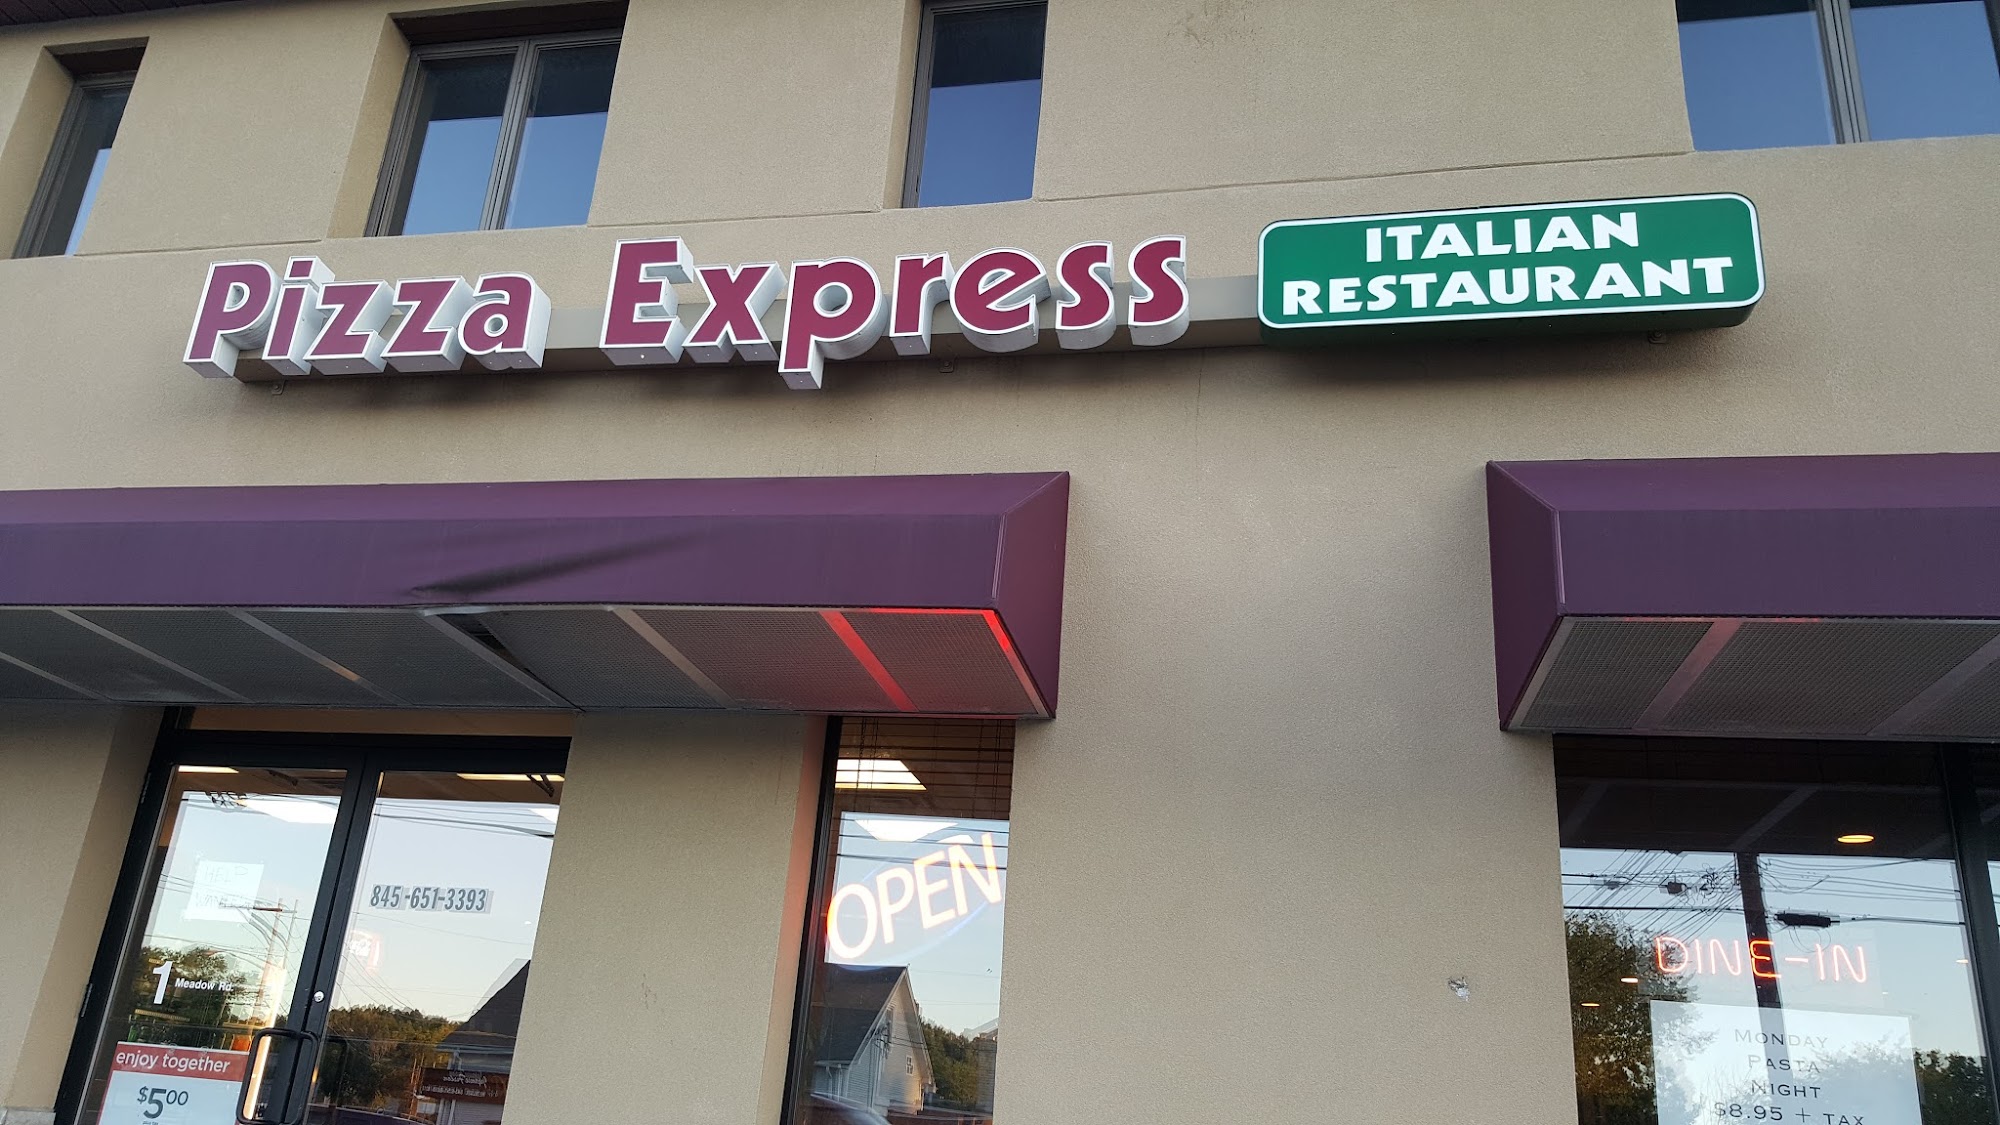 Pizza Express
ITALIAN
RESTAURANT
HELP
845-651-3393
OPEN
1 Meadow Rd.
DINE-IN
enjoy together
$5.00
MONDAY
PASTA
NIGHT
$8.95 + TAX